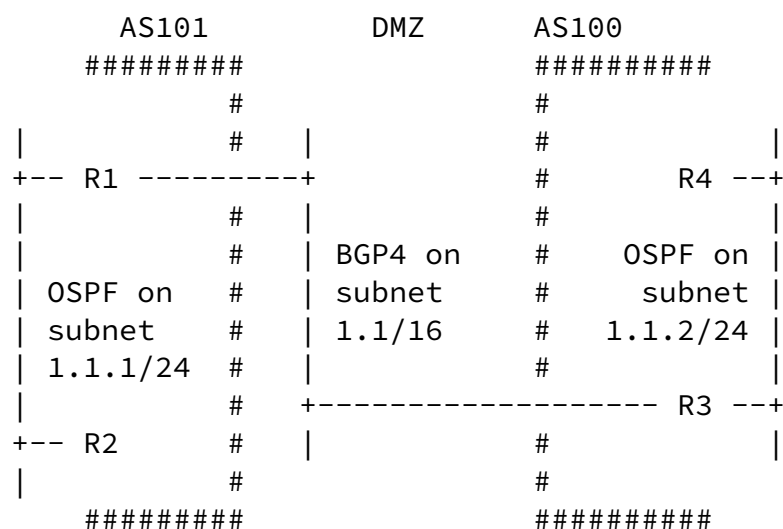 AS101 DMZ AS100
######### ##########
# #
| # | # |
+-- R1 ---------+ # R4 --+
| # | # |
| # | BGP4 on # OSPF on |
| OSPF on # | subnet # subnet |
| subnet # | 1.1/16 # 1.1.2/24 |
| 1.1.1/24 # | # |
| # +------------------- R3 --+
+-- R2 # | # |
| # #
######### ##########